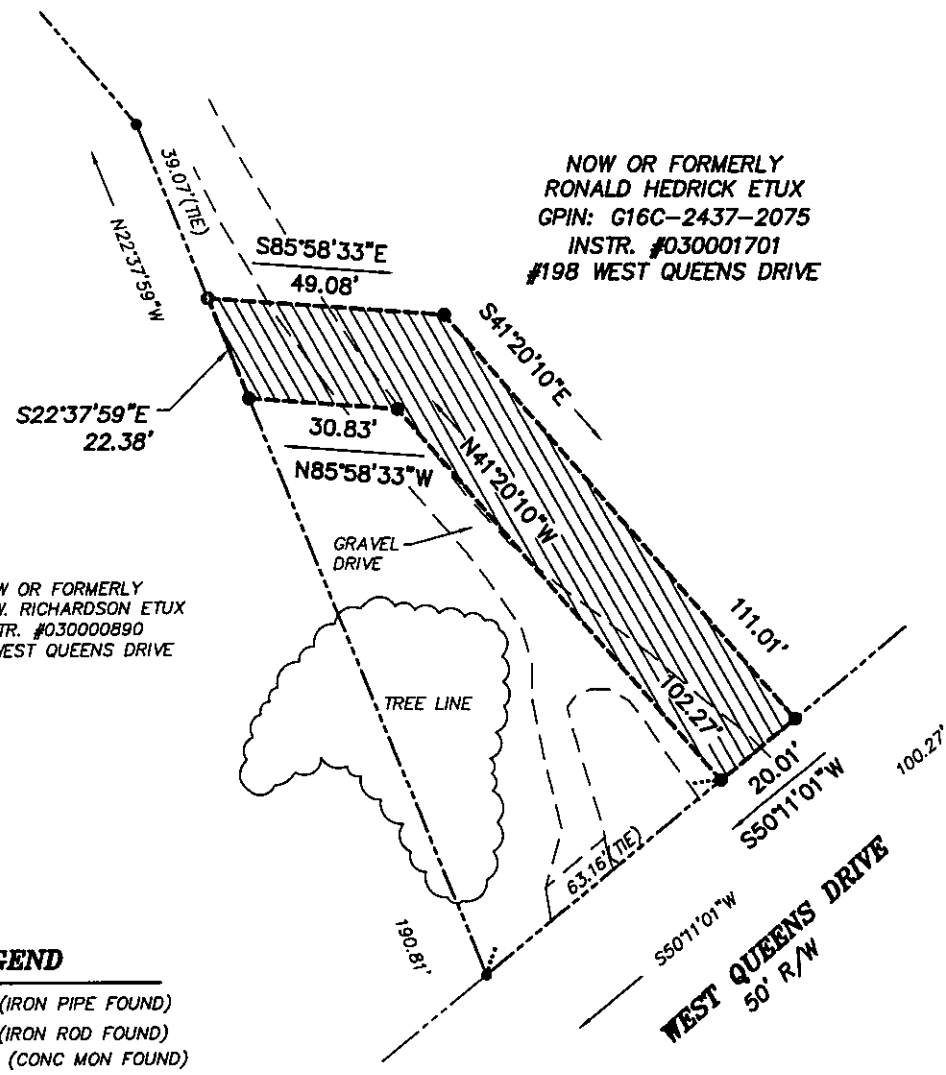 39.07'(TIE)
N22°37'59"W
NOW OR FORMERLY
RONALD HEDRICK ETUX
GPIN: G16C-2437-2075
INSTR. #030001701
#198 WEST QUEENS DRIVE
S85°58'33"E
49.08'
S41°20'10"E
S22°37'59"E
22.38'
30.83'
N85°58'33"W
N41°20'10"W
GRAVEL
DRIVE
W OR FORMERLY
W. RICHARDSON ETUX
TR. #030000890
WEST QUEENS DRIVE
TREE LINE
111.01'
102.27'
20.01'
S50°11'01"W
100.27'
63.16'(TIE)
190.81'
S50°11'01"W
WEST QUEENS DRIVE
50' R/W
GEND
(IRON PIPE FOUND)
(IRON ROD FOUND)
(CONC MON FOUND)